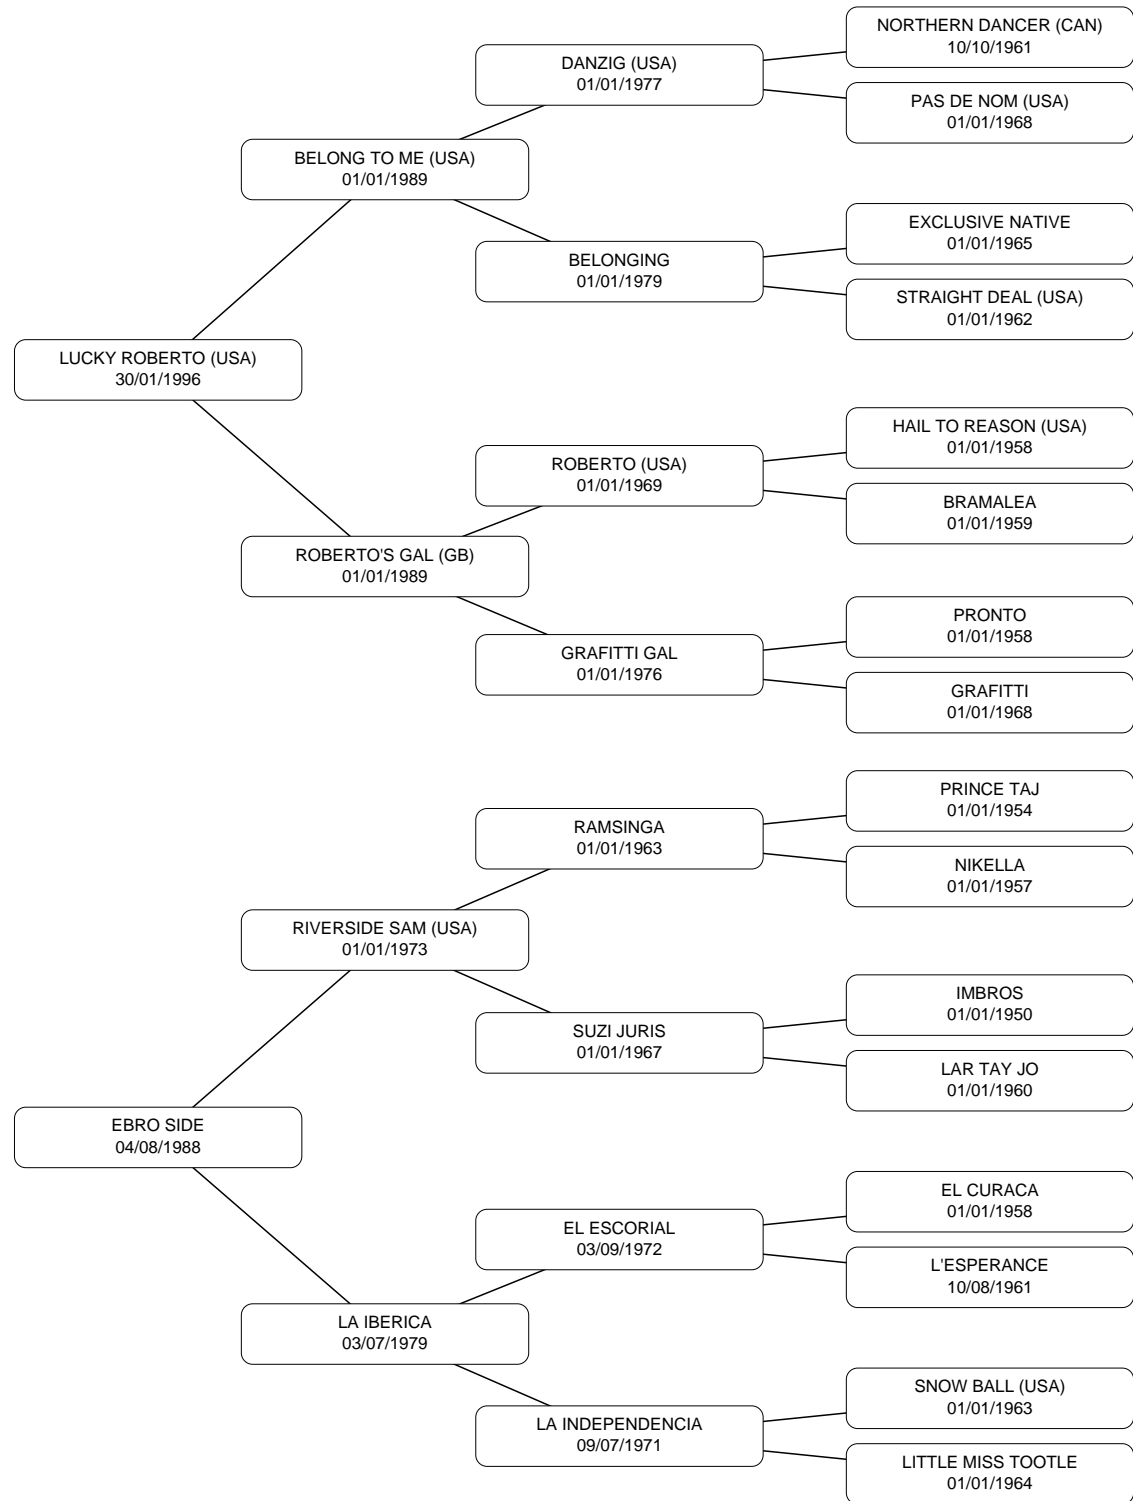 NORTHERN DANCER (CAN)
10/10/1961
DANZIG (USA)
01/01/1977
PAS DE NOM (USA)
01/01/1968
BELONG TO ME (USA)
01/01/1989
EXCLUSIVE NATIVE
01/01/1965
BELONGING
01/01/1979
STRAIGHT DEAL (USA)
01/01/1962
LUCKY ROBERTO (USA)
30/01/1996
HAIL TO REASON (USA)
01/01/1958
ROBERTO (USA)
01/01/1969
BRAMALEA
01/01/1959
ROBERTO'S GAL (GB)
01/01/1989
PRONTO
01/01/1958
GRAFITTI GAL
01/01/1976
GRAFITTI
01/01/1968
PRINCE TAJ
01/01/1954
RAMSINGA
01/01/1963
NIKELLA
01/01/1957
RIVERSIDE SAM (USA)
01/01/1973
IMBROS
01/01/1950
SUZI JURIS
01/01/1967
LAR TAY JO
01/01/1960
EBRO SIDE
04/08/1988
EL CURACA
01/01/1958
EL ESCORIAL
03/09/1972
L'ESPERANCE
10/08/1961
LA IBERICA
03/07/1979
SNOW BALL (USA)
01/01/1963
LA INDEPENDENCIA
09/07/1971
LITTLE MISS TOOTLE
01/01/1964